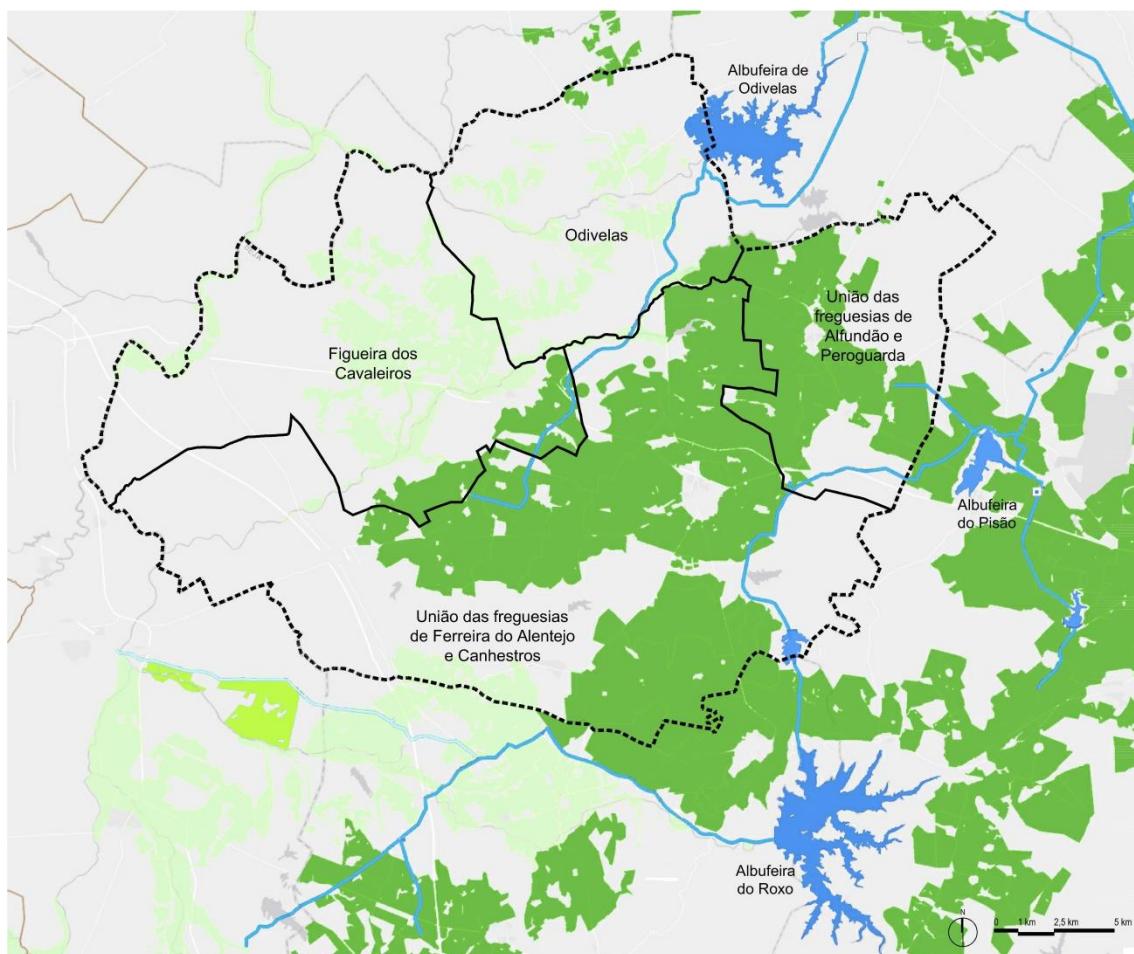 Albufeira de
Odivelas
Odivelas
União das
freguesias de
Alfundão e
Peroguarda
Figueira dos
Cavaleiros
Albufeira
do Pisão
União das freguesias
de Ferreira do Alentejo
e Canhestros
Albufeira
do Roxo
N
0 1 km 2,5 km 5 km